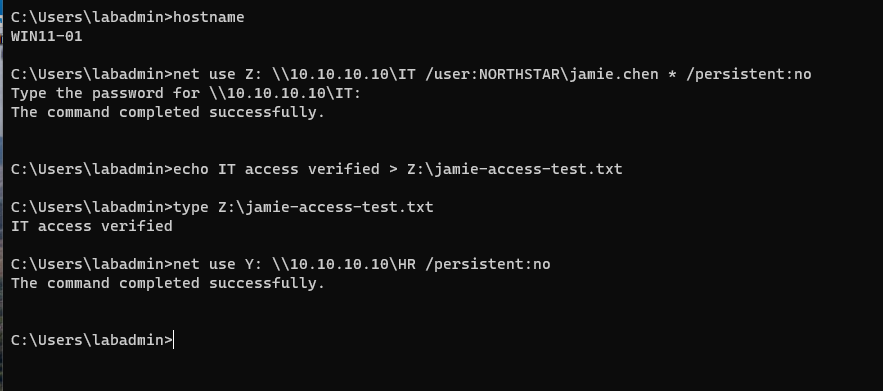 C:\Users\labadmin>hostname
WIN11-01
C:\Users\labadmin>net use Z: \\10.10.10.10\IT /user:NORTHSTAR\jamie.chen * /persistent:no
Type the password for \\10.10.10.10\IT:
The command completed successfully.
C:\Users\labadmin>echo IT access verified > Z:\jamie-access-test.txt
C:\Users\labadmin>type Z:\jamie-access-test.txt
IT access verified
C:\Users\labadmin>net use Y: \\10.10.10.10\HR /persistent:no
The command completed successfully.
C:\Users\labadmin>